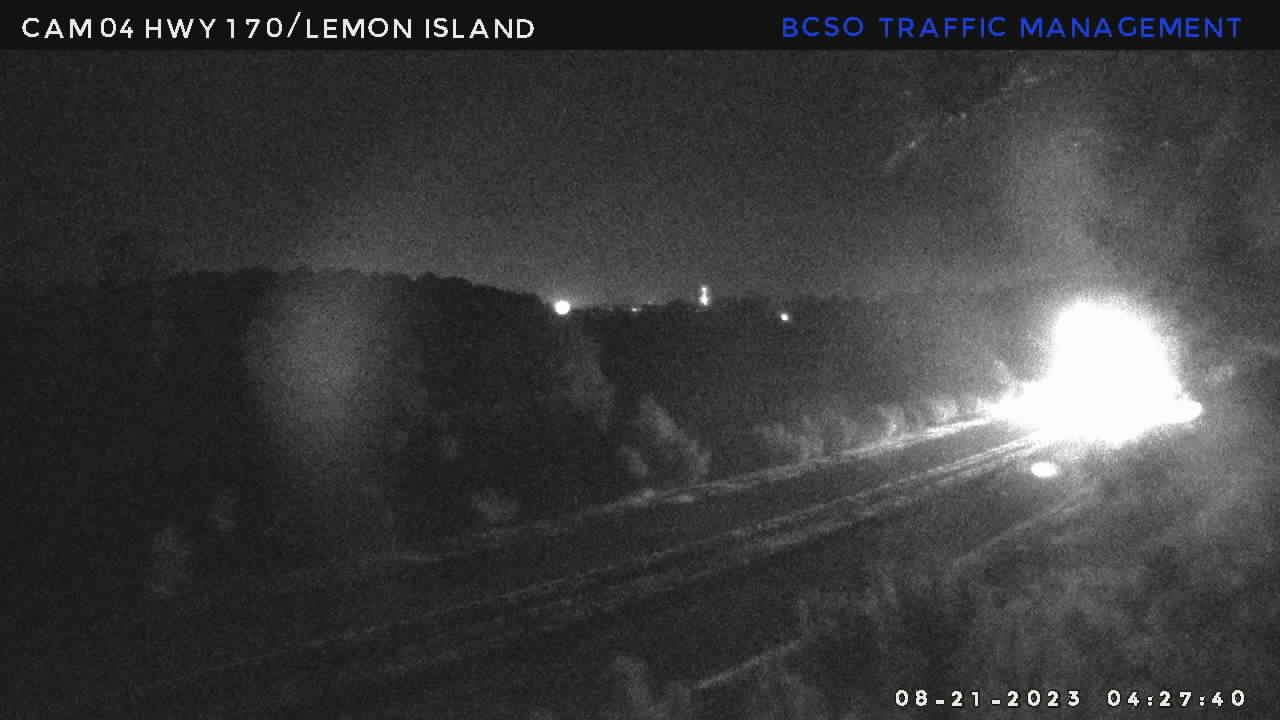 CAM 04 HWY 170/LEMON ISLAND
BCSO TRAFFIC MANAGEMENT
08-21-2023 04:27:40